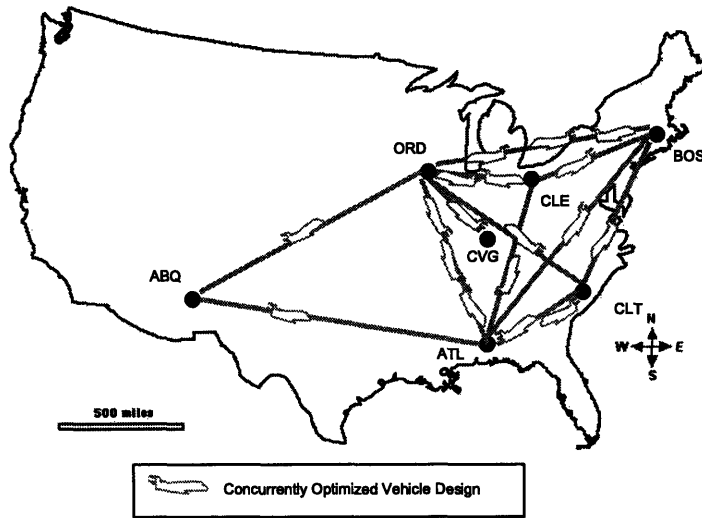 ORD
BOS
CLE
CVG
ABQ
CLT
N
W E
S
ATL
500 miles
Concurrently Optimized Vehicle Design